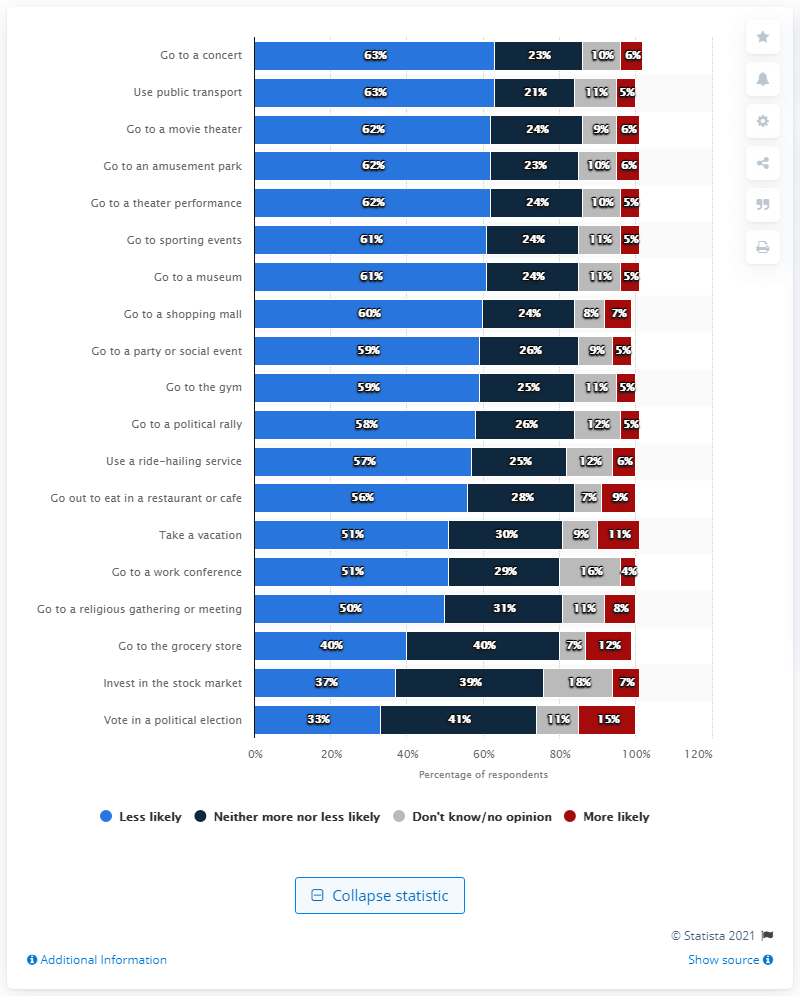 Go to a concert 63% 23% 10% 6%
Use public transport 63% 21% 11% 5%
Go to a movie theater 62% 24% 9% 6%
Go to an amusement park 62% 23% 10% 6%
Go to a theater performance 62% 24% 10% 5%
Go to sporting events 61% 24% 11% 5%
Go to a museum 61% 24% 11% 5%
Go to a shopping mall 60% 24% 8% 7%
Go to a party or social event 59% 26% 9% 5%
Go to the gym 59% 25% 11% 5%
Go to a political rally 58% 26% 12% 5%
Use a ride-hailing service 57% 25% 12% 6%
Go out to eat in a restaurant or cafe 56% 28% 7% 9%
Take a vacation 51% 30% 9% 11%
Go to a work conference 51% 29% 16% 4%
Go to a religious gathering or meeting 50% 31% 11% 8%
Go to the grocery store 40% 40% 7% 12%
Invest in the stock market 37% 39% 18% 7%
Vote in a political election 33% 41% 11% 15%
0% 20% 40% 60% 80% 100% 120%
Percentage of respondents
Less likely Neither more nor less likely Don't know/no opinion More likely
Collapse statistic
© Statista 2021
Additional Information Show source